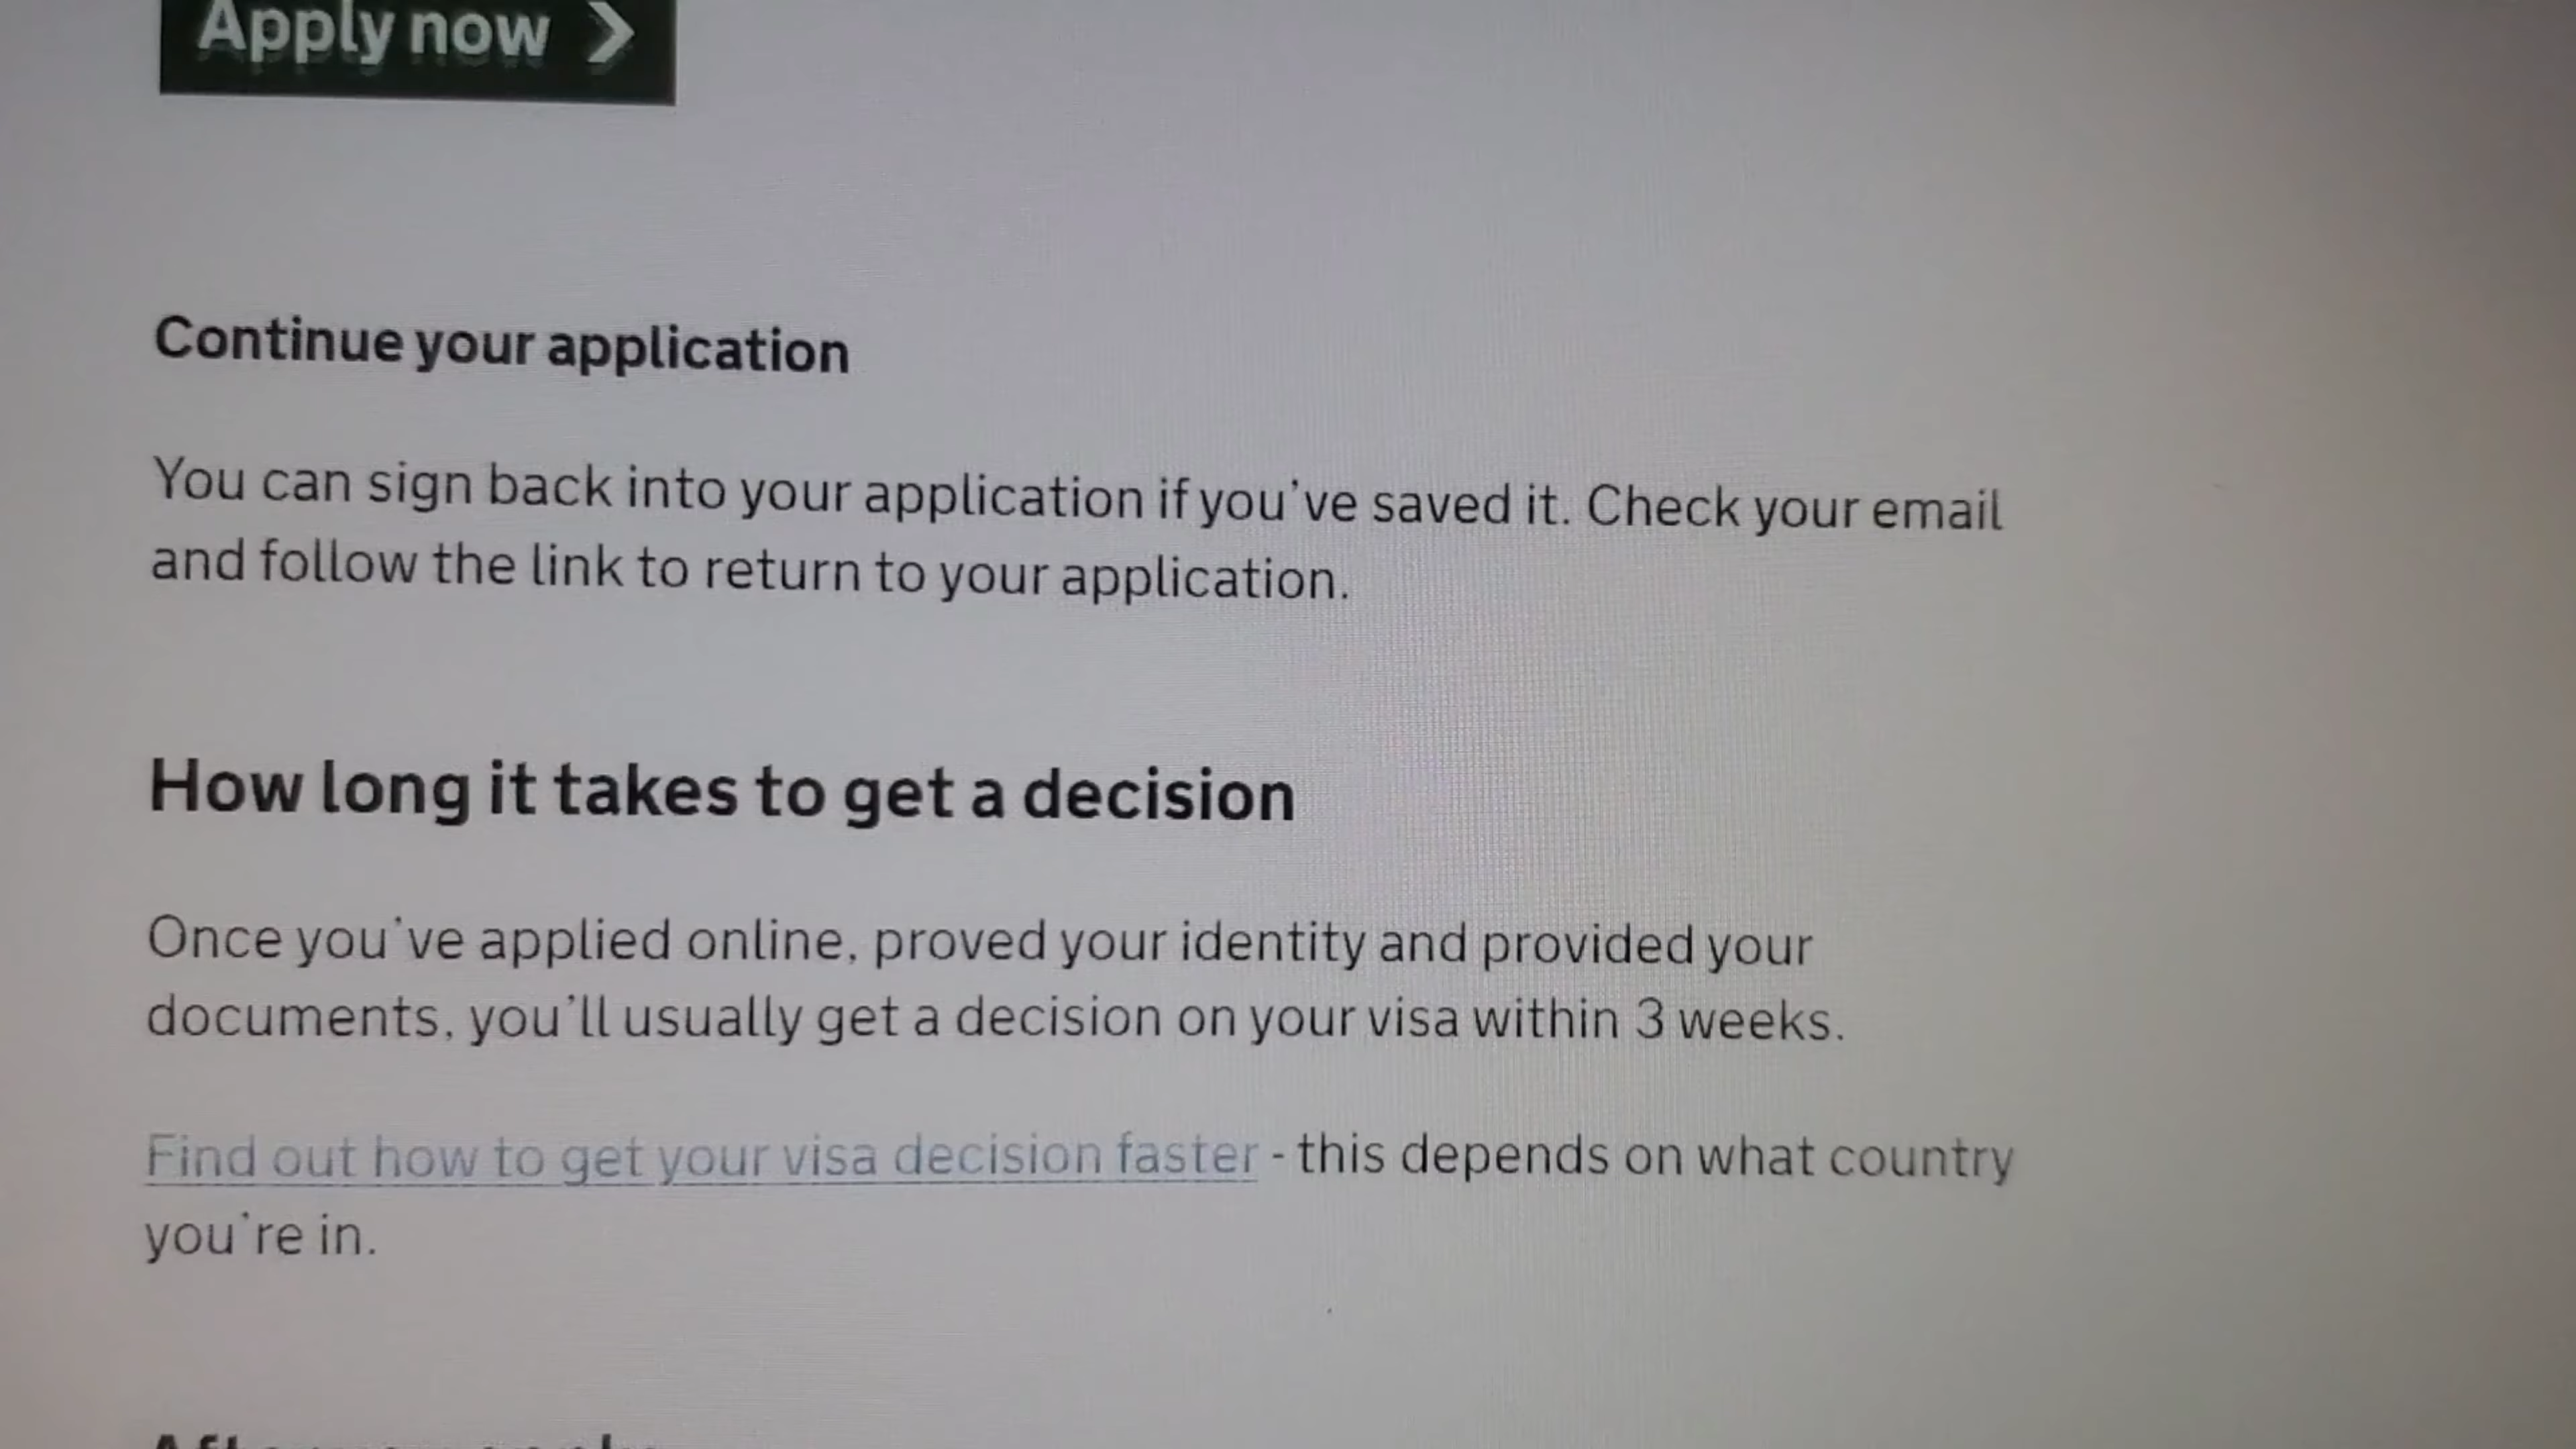 Apply now
Continue your application
You can sign back into your application if you've saved it. Check your email
and follow the link to return to your application.
How long it takes to get a decision
Once you've applied online, proved your identity and provided your
documents, you'll usually get a decision on your visa within 3 weeks.
Find out how to get your visa decision faster - this depends on what country
you're in.